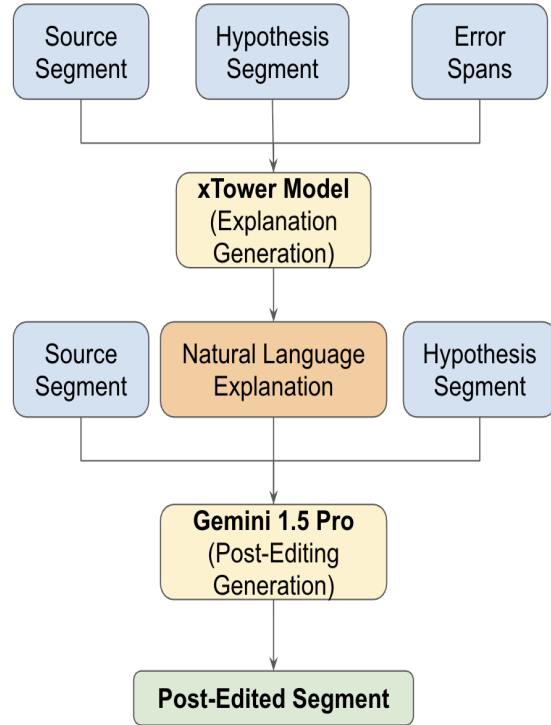 Source
Segment
Hypothesis
Segment
Error
Spans
xTower Model
(Explanation
Generation)
Source
Segment
Natural Language
Explanation
Hypothesis
Segment
Gemini 1.5 Pro
(Post-Editing
Generation)
Post-Edited Segment